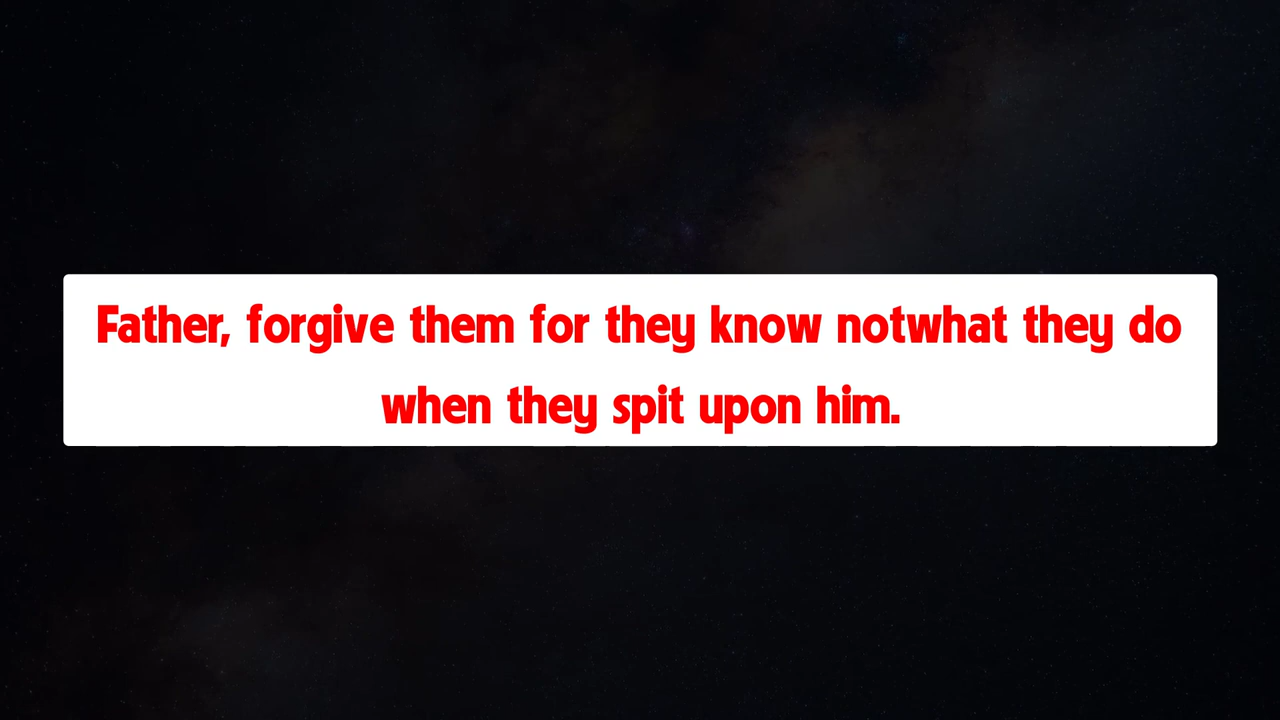 Father, forgive them for they know notwhat they do
when they spit upon him.